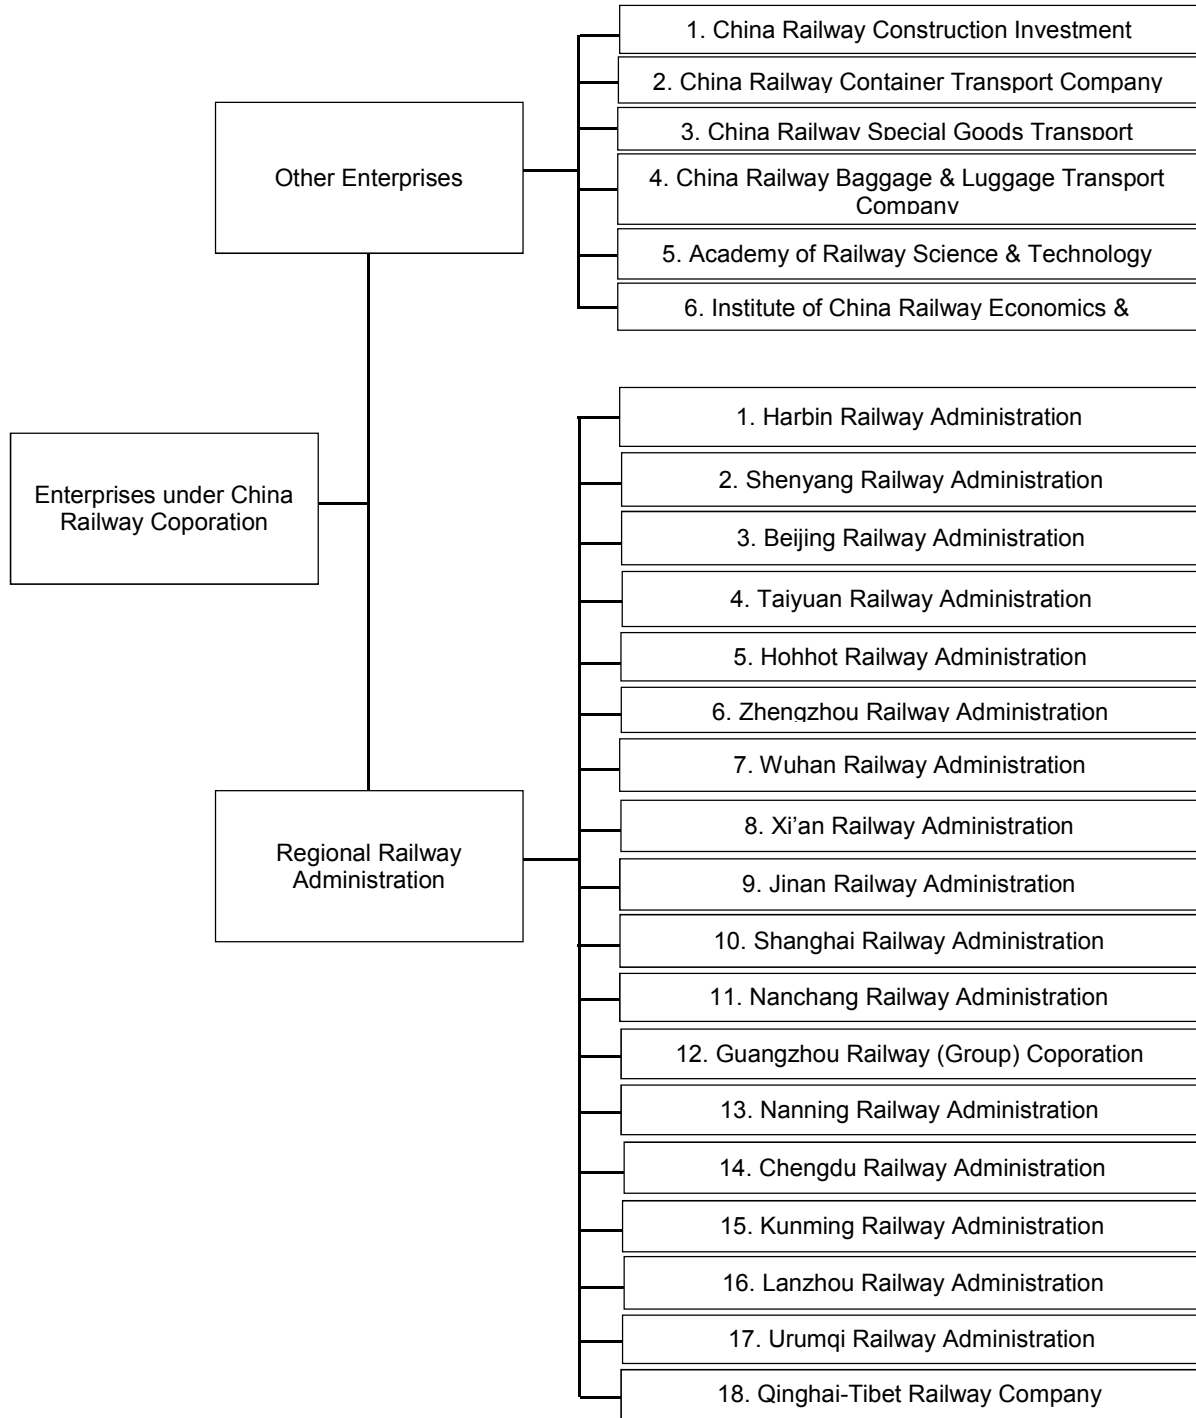 1. China Railway Construction Investment
2. China Railway Container Transport Company
3. China Railway Special Goods Transport
4. China Railway Baggage & Luggage Transport
Company
5. Academy of Railway Science & Technology
6. Institute of China Railway Economics &
Other Enterprises
Enterprises under China
Railway Coporation
Regional Railway
Administration
1. Harbin Railway Administration
2. Shenyang Railway Administration
3. Beijing Railway Administration
4. Taiyuan Railway Administration
5. Hohhot Railway Administration
6. Zhengzhou Railway Administration
7. Wuhan Railway Administration
8. Xi’an Railway Administration
9. Jinan Railway Administration
10. Shanghai Railway Administration
11. Nanchang Railway Administration
12. Guangzhou Railway (Group) Coporation
13. Nanning Railway Administration
14. Chengdu Railway Administration
15. Kunming Railway Administration
16. Lanzhou Railway Administration
17. Urumqi Railway Administration
18. Qinghai-Tibet Railway Company